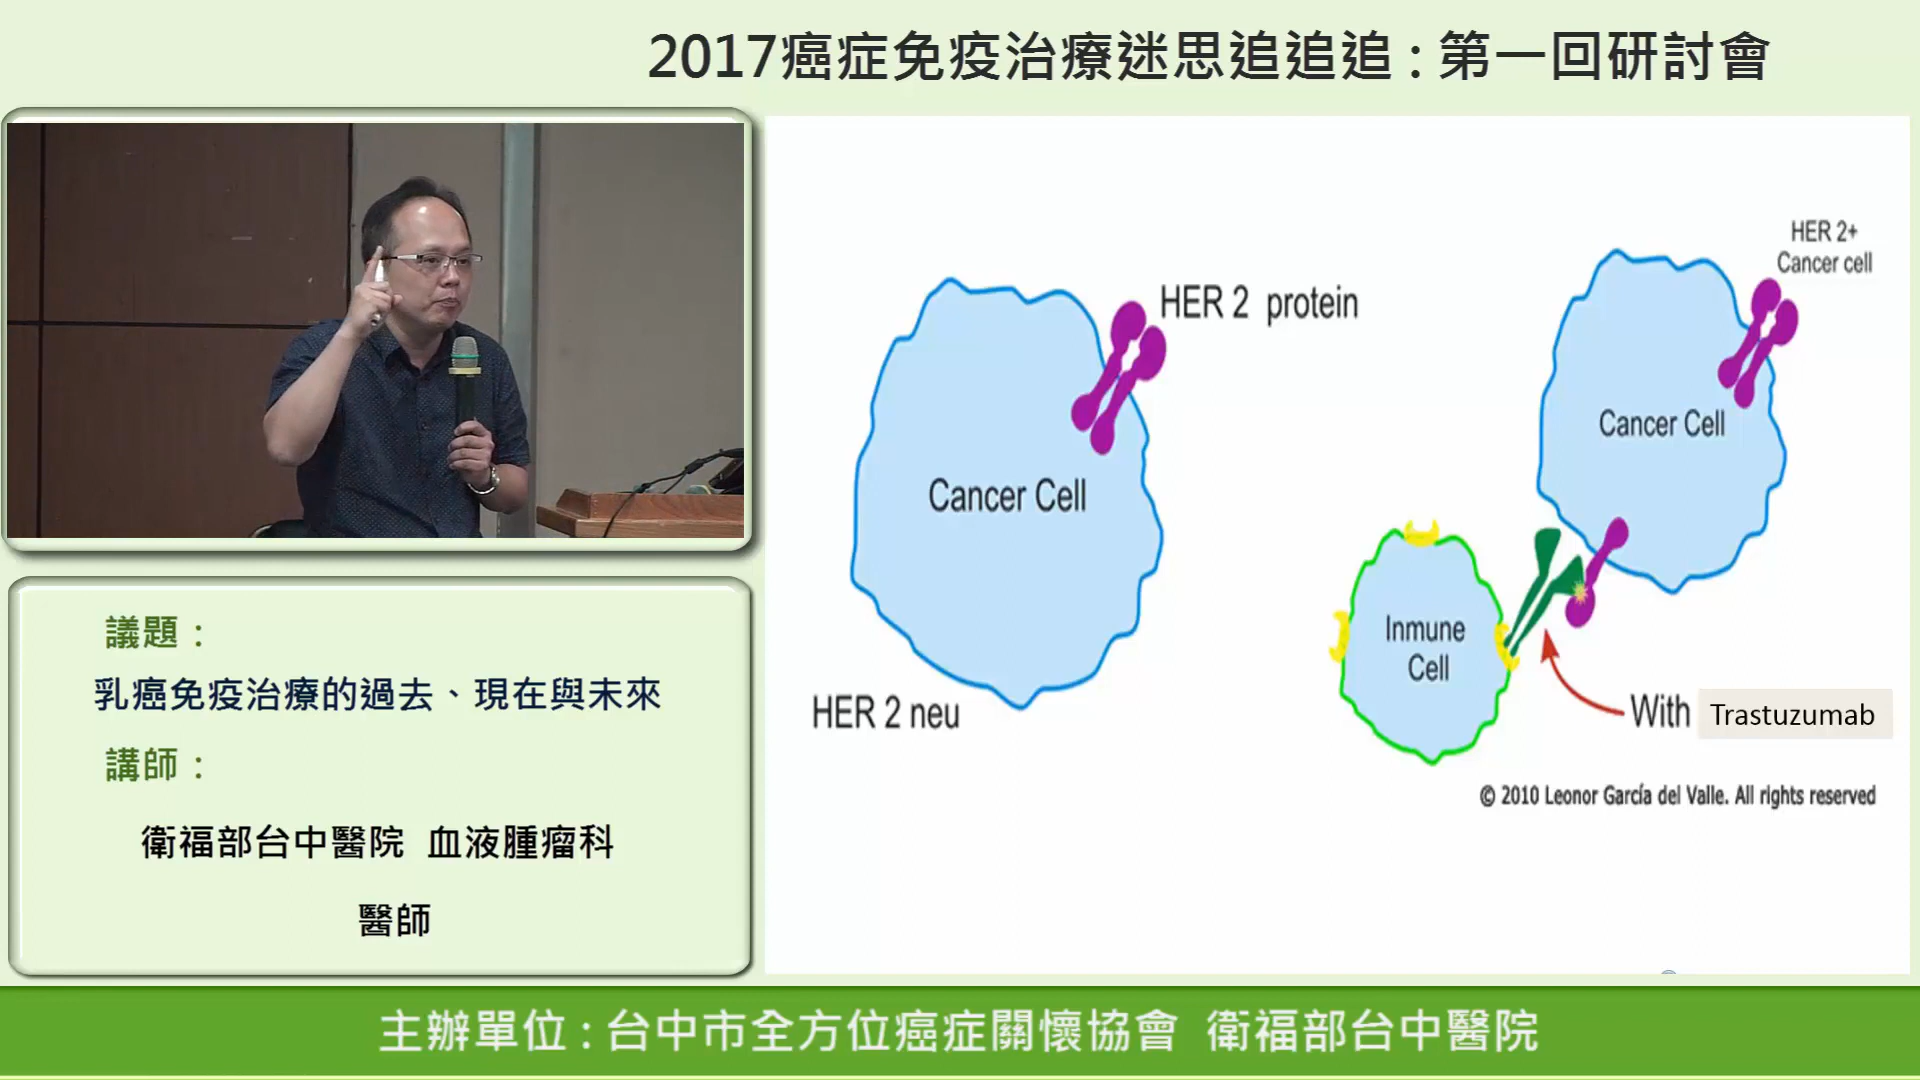 2017癌症免疫治療迷思追追追：第一回研討會
議題：
乳癌免疫治療的過去、現在與未來
講師：
衛福部台中醫院 血液腫瘤科
醫師
HER 2 protein
Cancer Cell
HER 2 neu
HER 2+
Cancer cell
Cancer Cell
Inmune
Cell
With Trastuzumab
© 2010 Leonor García del Valle. All rights reserved
主辦單位：台中市全方位癌症關懷協會 衛福部台中醫院